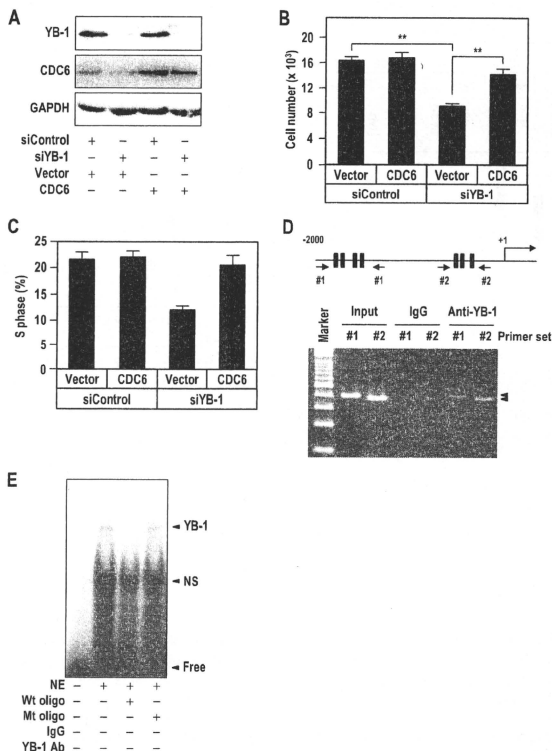 A
YB-1
CDC6
GAPDH
siControl + – + –
siYB-1 – + – +
Vector + + – –
CDC6 – – + +
B
Cell number (x 10³)
20
16
12
8
4
0
**
**
Vector CDC6 Vector CDC6
siControl siYB-1
C
S phase (%)
25
20
15
10
5
0
Vector CDC6 Vector CDC6
siControl siYB-1
D
-2000
+1
#1 #1 #2 #2
Marker
Input IgG Anti-YB-1
#1 #2 #1 #2 #1 #2 Primer set
E
YB-1
NS
Free
NE – + + +
Wt oligo – – + –
Mt oligo – – – +
IgG – – – –
YB-1 Ab – – – –